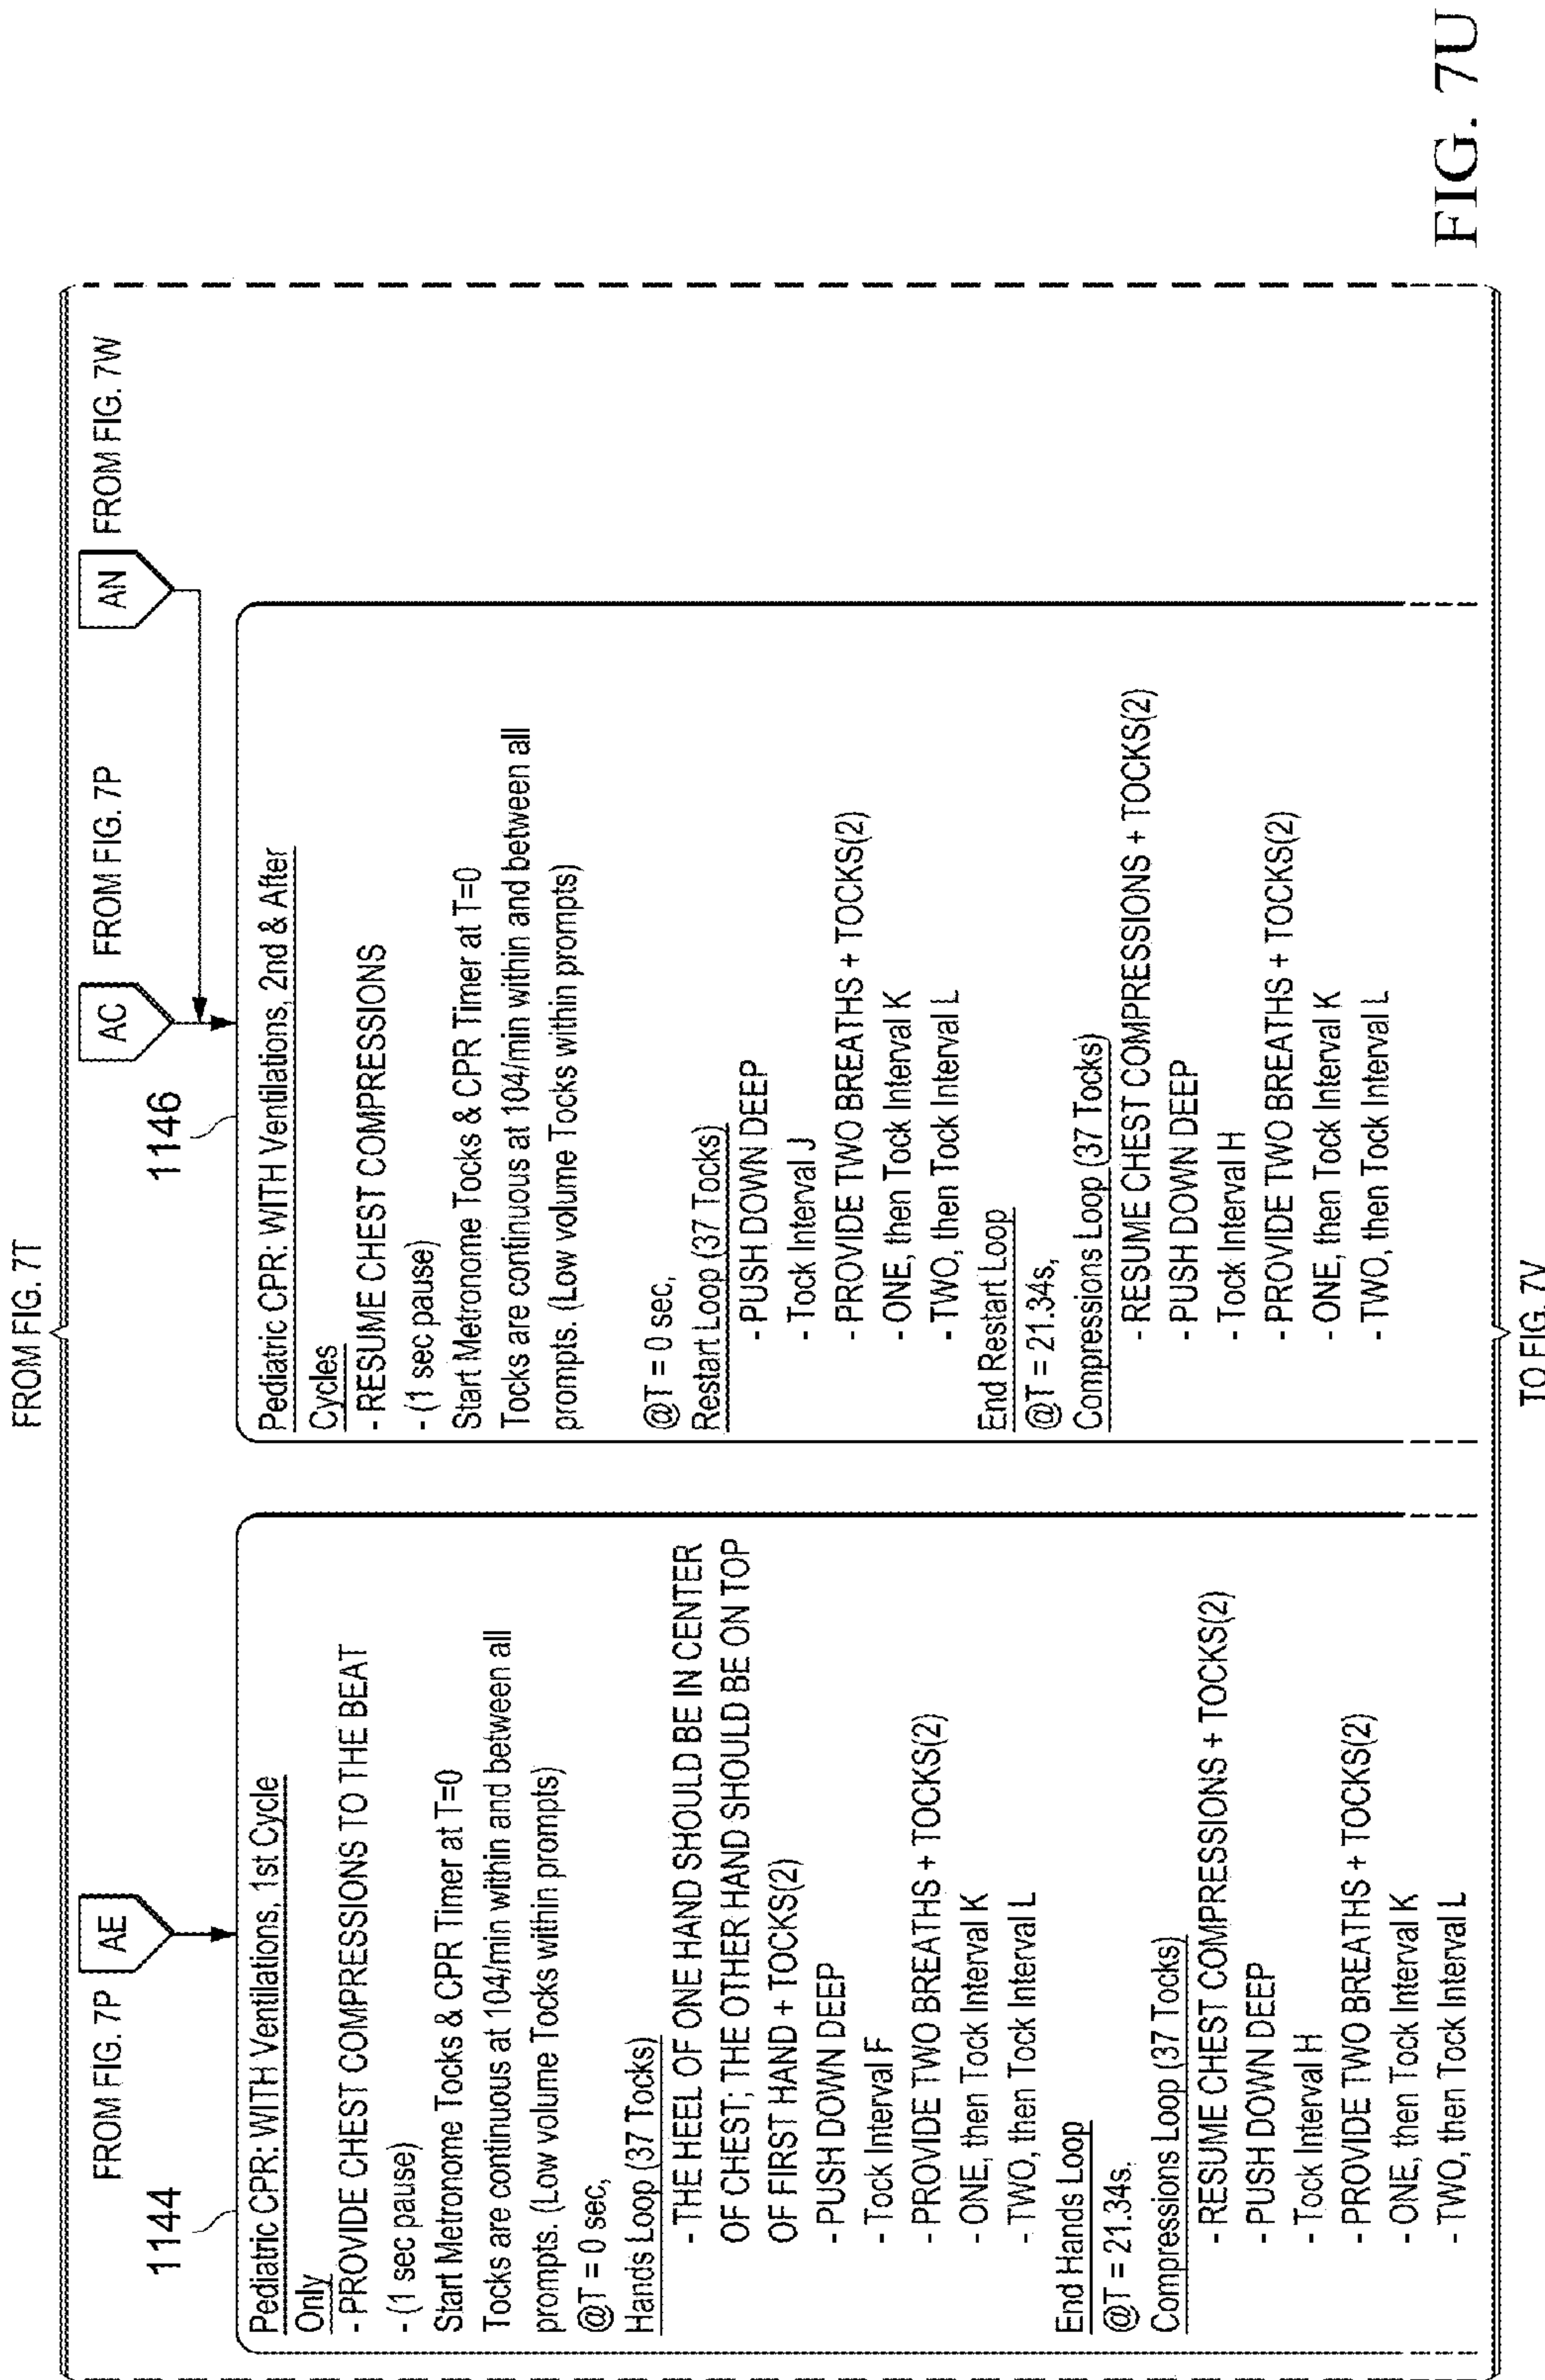 FROM FIG. 7T
FROM FIG. 7P
AE
1144
Pediatric CPR: WITH Ventilations, 1st Cycle
Only
- PROVIDE CHEST COMPRESSIONS TO THE BEAT
- (1 sec pause)
Start Metronome Tocks & CPR Timer at T=0
Tocks are continuous at 104/min within and between all
prompts. (Low volume Tocks within prompts)
@T = 0 sec,
Hands Loop (37 Tocks)
- THE HEEL OF ONE HAND SHOULD BE IN CENTER
OF CHEST; THE OTHER HAND SHOULD BE ON TOP
OF FIRST HAND + TOCKS(2)
- PUSH DOWN DEEP
- Tock Interval F
- PROVIDE TWO BREATHS + TOCKS(2)
- ONE, then Tock Interval K
- TWO, then Tock Interval L
End Hands Loop
@T = 21.34s,
Compressions Loop (37 Tocks)
- RESUME CHEST COMPRESSIONS + TOCKS(2)
- PUSH DOWN DEEP
- Tock Interval H
- PROVIDE TWO BREATHS + TOCKS(2)
- ONE, then Tock Interval K
- TWO, then Tock Interval L
AC
FROM FIG. 7P
AN
FROM FIG. 7W
1146
Pediatric CPR: WITH Ventilations, 2nd & After
Cycles
- RESUME CHEST COMPRESSIONS
- (1 sec pause)
Start Metronome Tocks & CPR Timer at T=0
Tocks are continuous at 104/min within and between all
prompts. (Low volume Tocks within prompts)
@T = 0 sec,
Restart Loop (37 Tocks)
- PUSH DOWN DEEP
- Tock Interval J
- PROVIDE TWO BREATHS + TOCKS(2)
- ONE, then Tock Interval K
- TWO, then Tock Interval L
End Restart Loop
@T = 21.34s,
Compressions Loop (37 Tocks)
- RESUME CHEST COMPRESSIONS + TOCKS(2)
- PUSH DOWN DEEP
- Tock Interval H
- PROVIDE TWO BREATHS + TOCKS(2)
- ONE, then Tock Interval K
- TWO, then Tock Interval L
TO FIG. 7V
FIG. 7U